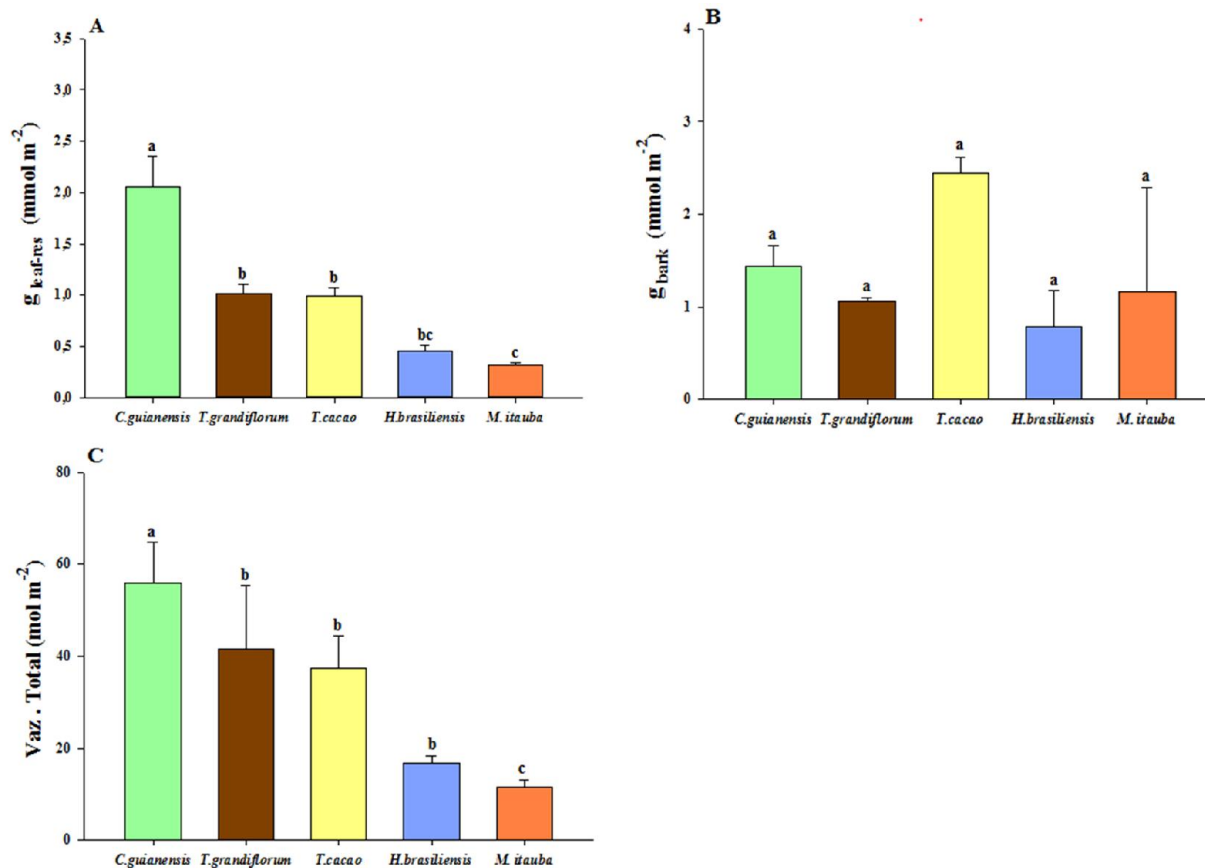 A
g leaf-res (mmol m-2)
3,5
3,0
2,5
2,0
1,5
1,0
0,5
0,0
a
b
b
bc
c
C.guianensis T.grandiflorum T.cacao H.brasiliensis M. itauba
B
g bark (mmol m-2)
4
3
2
1
0
a
a
a
a
a
C.guianensis T.grandiflorum T.cacao H.brasiliensis M. itauba
C
Vaz . Total (mol m-2)
80
60
40
20
0
a
b
b
b
c
C.guianensis T.grandiflorum T.cacao H.brasiliensis M. itauba